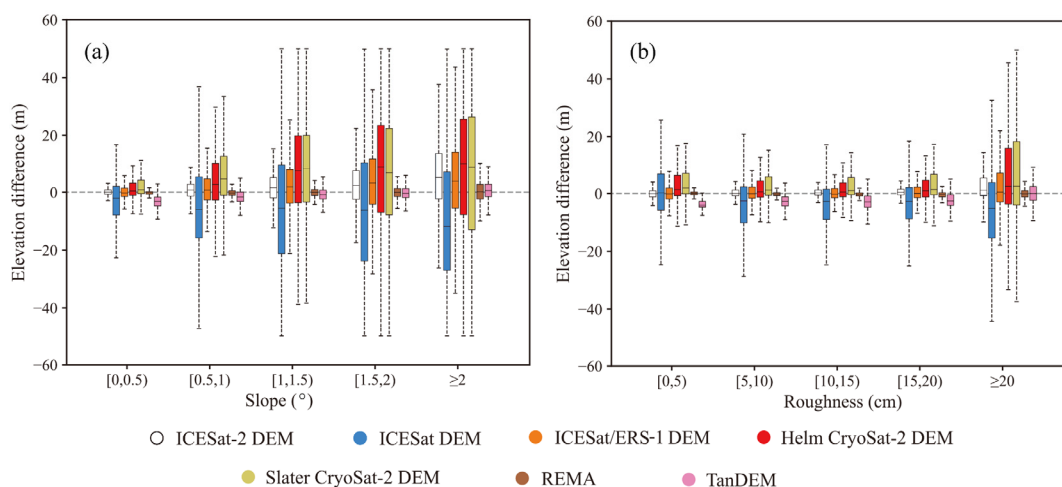 (a)
Elevation difference (m)
60
40
20
0
−20
−40
−60
[0,0.5) [0.5,1) [1,1.5) [1.5,2) ≥2
Slope (°)
(b)
Elevation difference (m)
60
40
20
0
−20
−40
−60
[0,5) [5,10) [10,15) [15,20) ≥20
Roughness (cm)
ICESat-2 DEM ICESat DEM ICESat/ERS-1 DEM Helm CryoSat-2 DEM
Slater CryoSat-2 DEM REMA TanDEM